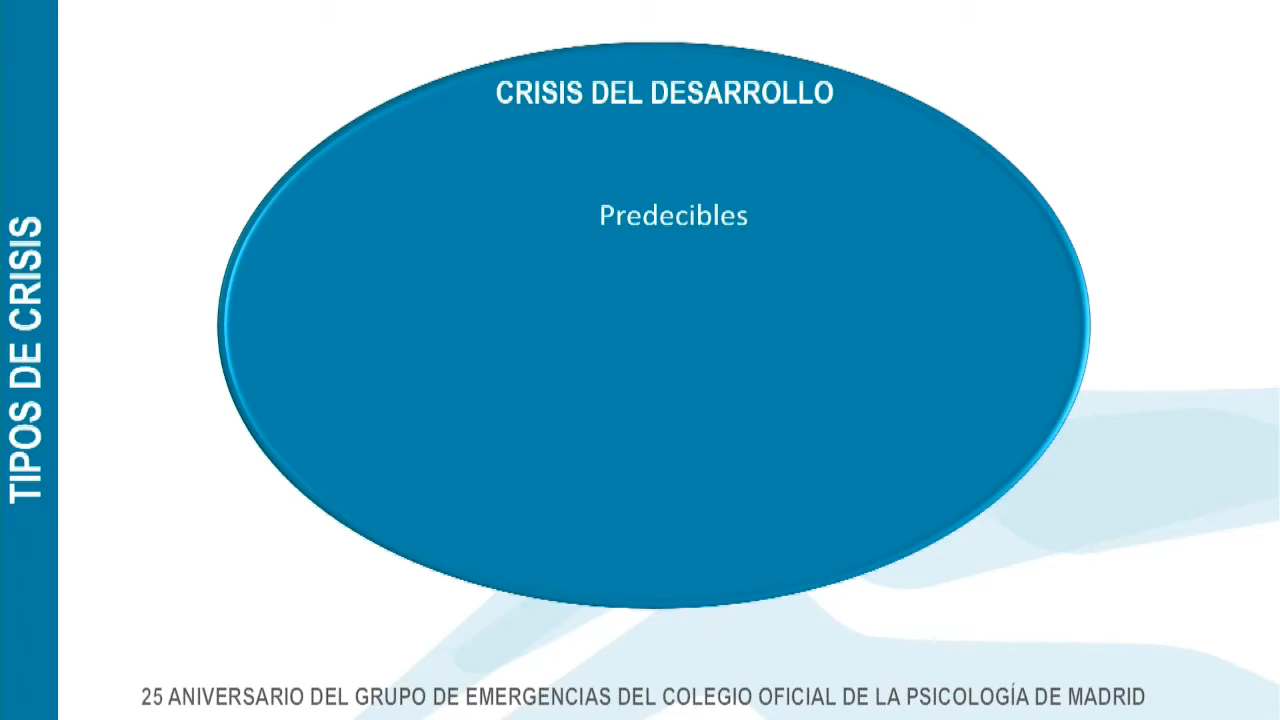 TIPOS DE CRISIS
CRISIS DEL DESARROLLO
Predecibles
25 ANIVERSARIO DEL GRUPO DE EMERGENCIAS DEL COLEGIO OFICIAL DE LA PSICOLOGÍA DE MADRID